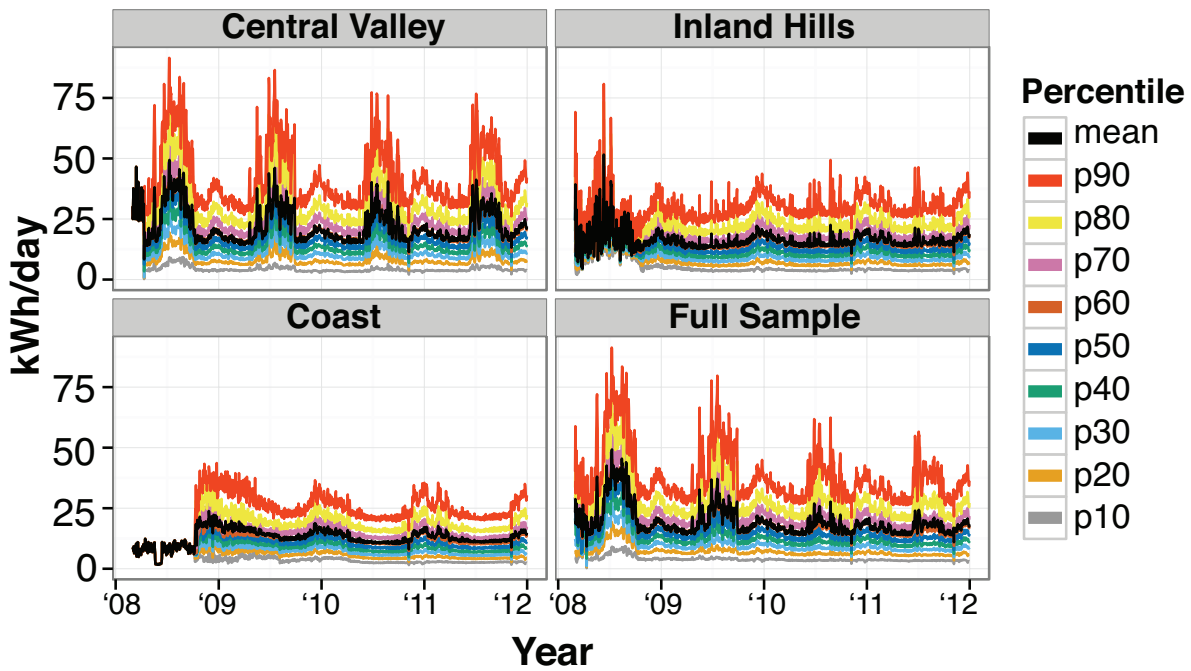 Central Valley
Inland Hills
75
50
25
0
Coast
Full Sample
75
50
25
0
‘08
‘09
‘10
‘11
‘12
‘08
‘09
‘10
‘11
‘12
kWh/day
Year
Percentile
mean
p90
p80
p70
p60
p50
p40
p30
p20
p10